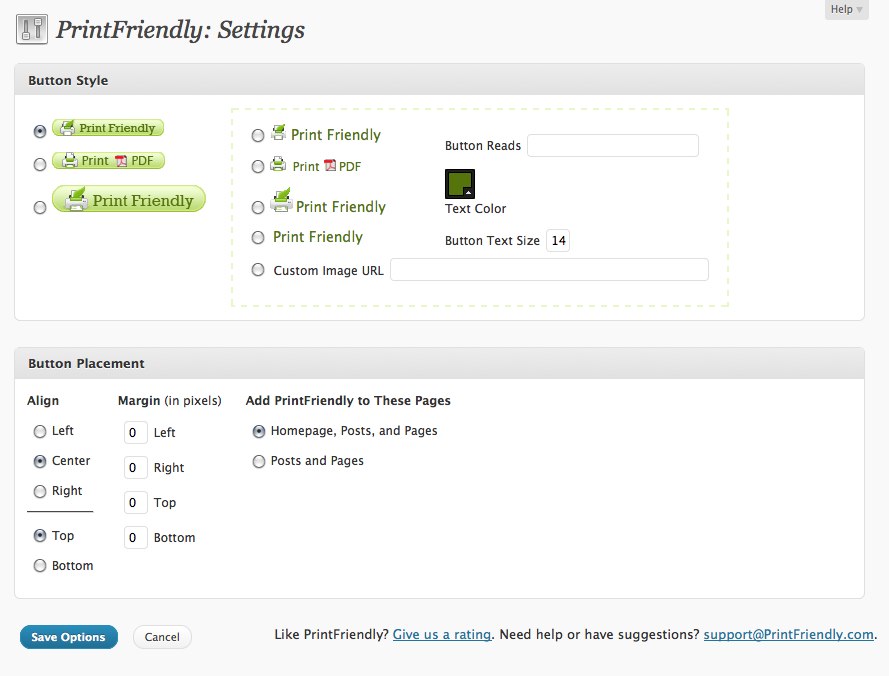 Help
PrintFriendly: Settings
Button Style
Print Friendly
Print PDF
Print Friendly
Print Friendly
Print PDF
Print Friendly
Print Friendly
Custom Image URL
Button Reads
Text Color
Button Text Size 14
Button Placement
Align
Left
Center
Right
Top
Bottom
Margin (in pixels)
0 Left
0 Right
0 Top
0 Bottom
Add PrintFriendly to These Pages
Homepage, Posts, and Pages
Posts and Pages
Save Options
Cancel
Like PrintFriendly? Give us a rating. Need help or have suggestions? support@PrintFriendly.com.